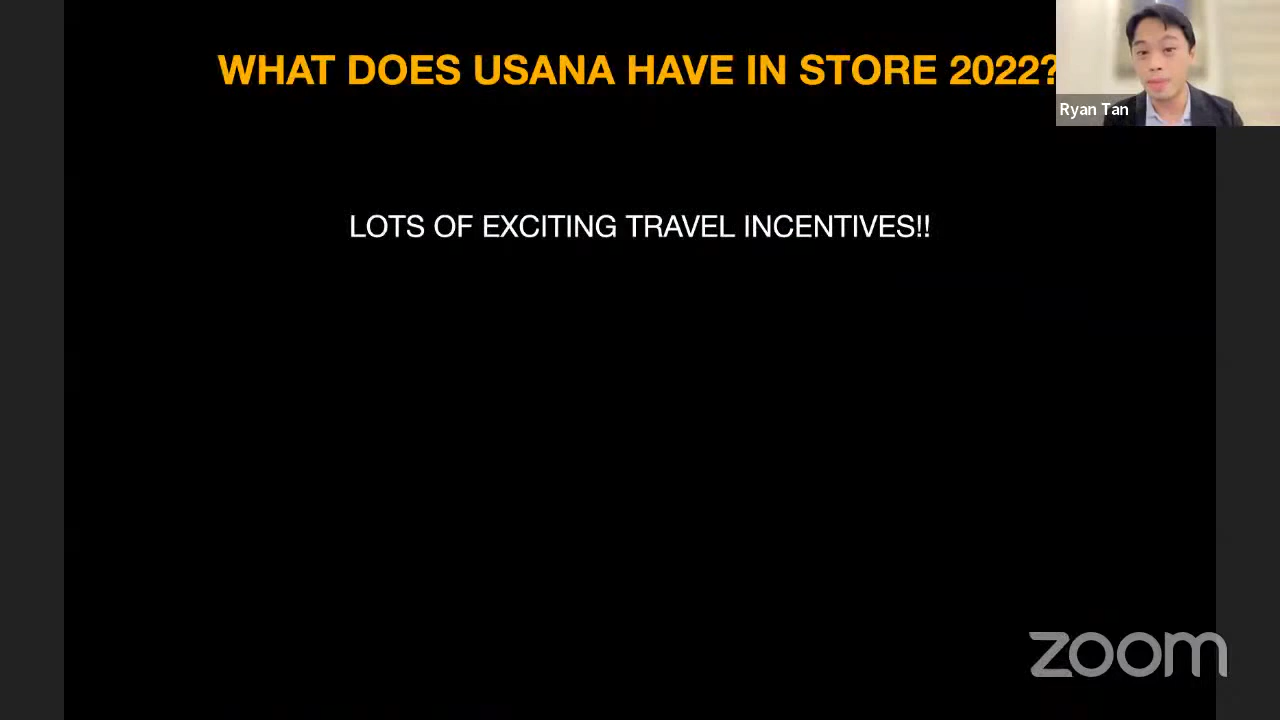 WHAT DOES USANA HAVE IN STORE 2022?
Ryan Tan
LOTS OF EXCITING TRAVEL INCENTIVES!!
zoom